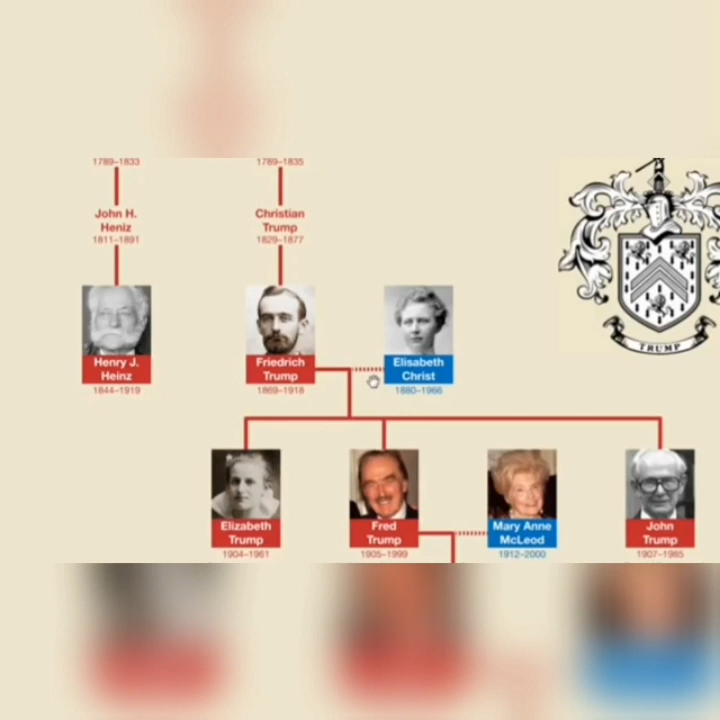 1789–1833
1789–1835
John H.
Heniz
1811–1891
Christian
Trump
1829–1877
Henry J.
Heinz
1844–1919
Friedrich
Trump
1869–1918
Elisabeth
Christ
1880–1966
TRUMP
Elizabeth
Trump
1904–1961
Fred
Trump
1905–1999
Mary Anne
McLeod
1912–2000
John
Trump
1907–1985